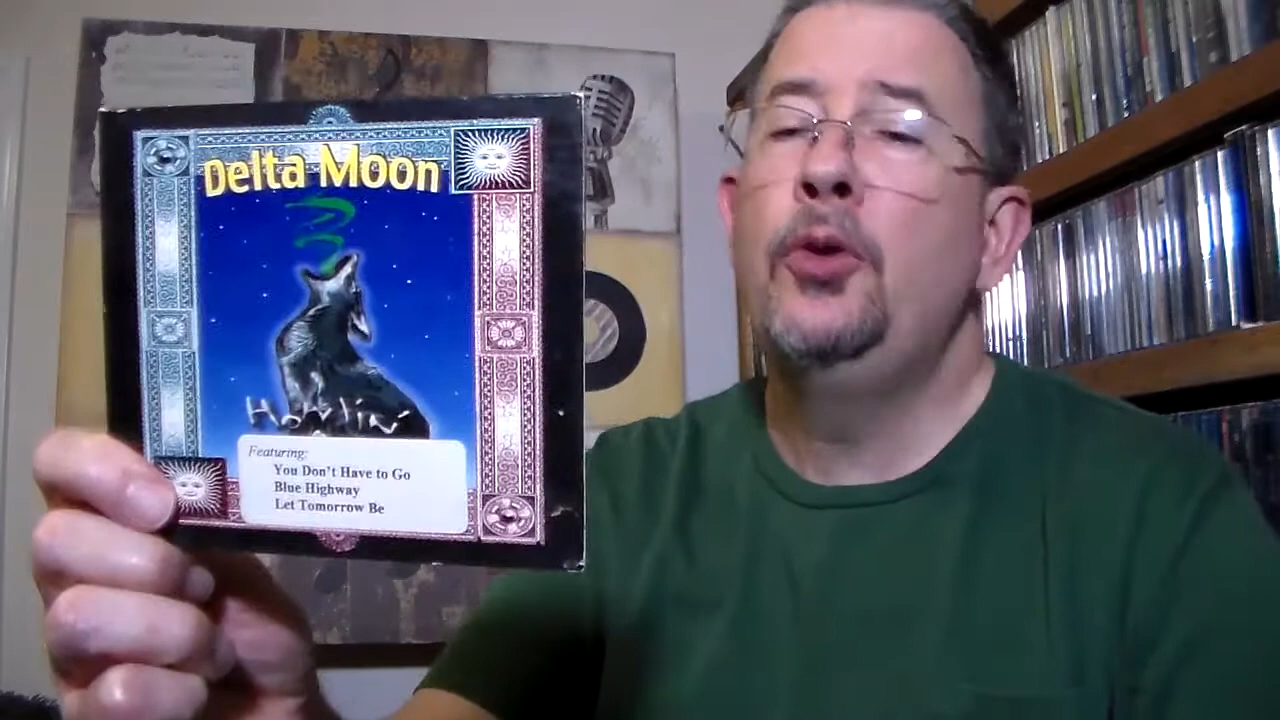 Delta Moon
Howlin'
Featuring:
You Don't Have to Go
Blue Highway
Let Tomorrow Be